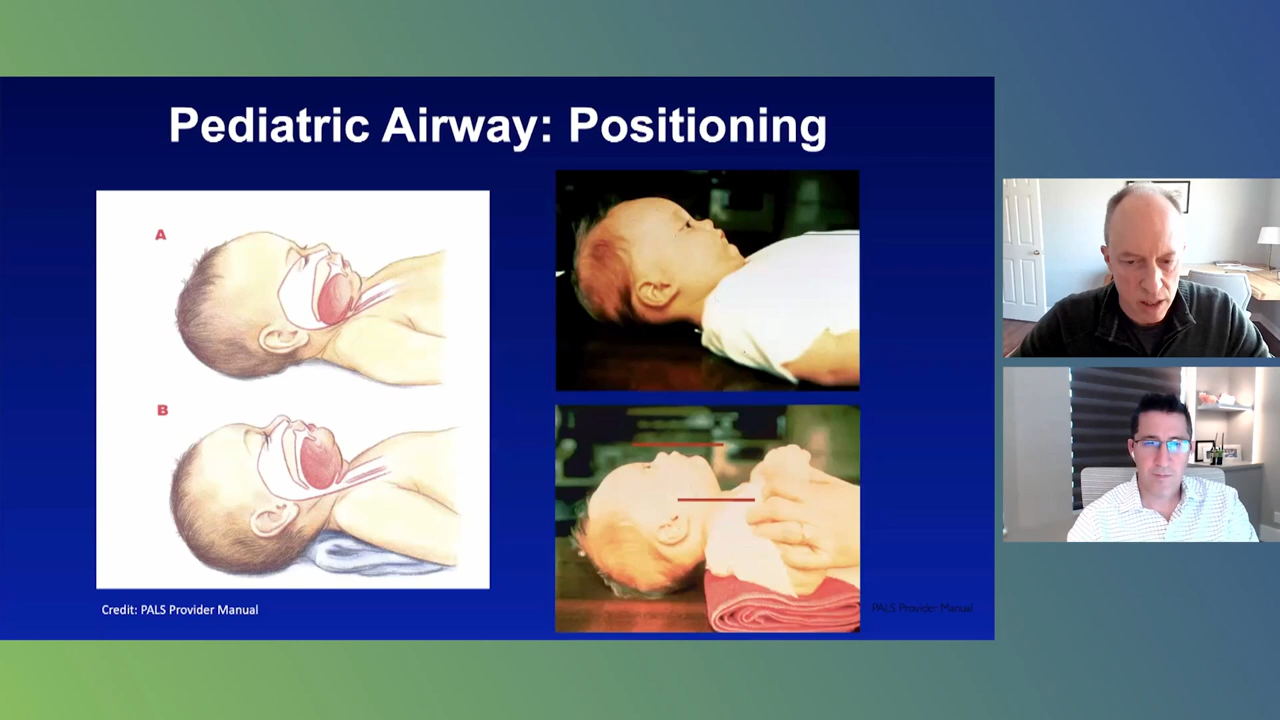 Pediatric Airway: Positioning
A
B
Credit: PALS Provider Manual
PALS Provider Manual